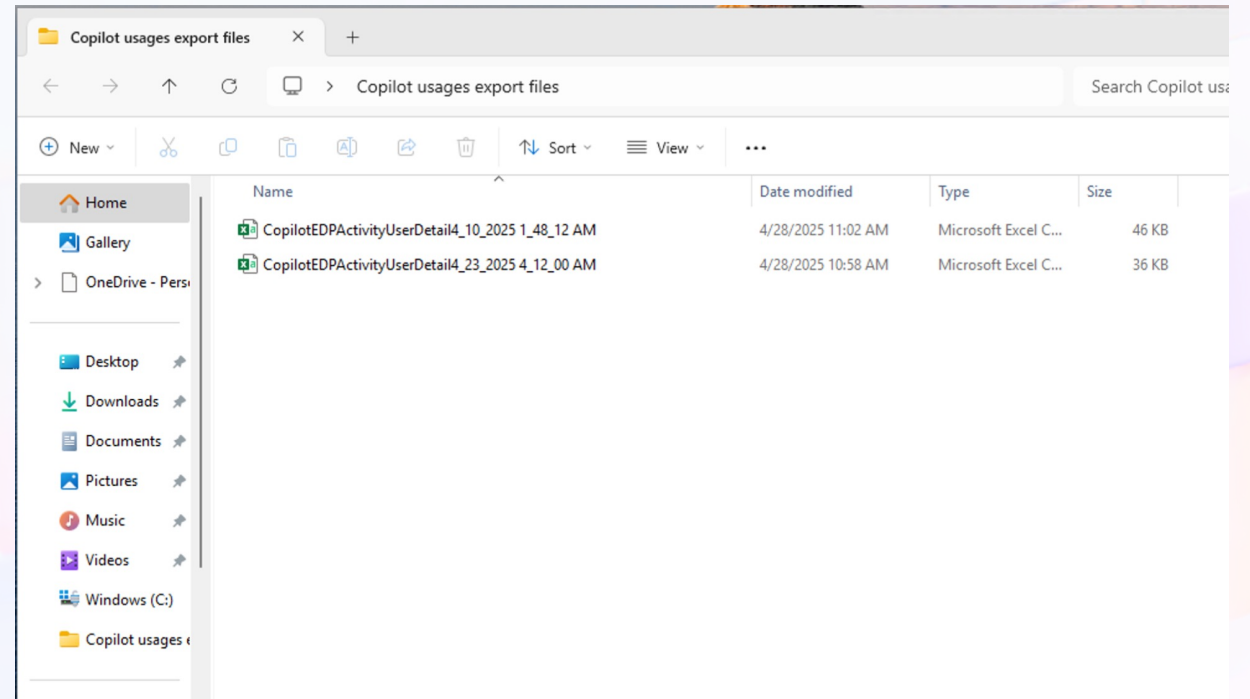 Copilot usages export files
Copilot usages export files
Search Copilot usa
New
Sort
View
Home
Gallery
OneDrive - Pers
Desktop
Downloads
Documents
Pictures
Music
Videos
Windows (C:)
Copilot usages e
Name Date modified Type Size
CopilotEDPActivityUserDetail4_10_2025 1_48_12 AM 4/28/2025 11:02 AM Microsoft Excel C... 46 KB
CopilotEDPActivityUserDetail4_23_2025 4_12_00 AM 4/28/2025 10:58 AM Microsoft Excel C... 36 KB